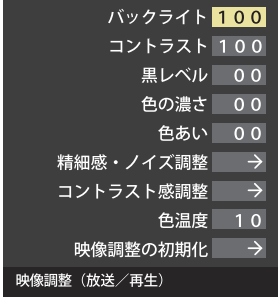 バックライト 100
コントラスト 100
黒レベル 00
色の濃さ 00
色あい 00
精細感・ノイズ調整 →
コントラスト感調整 →
色温度 10
映像調整の初期化 →
映像調整（放送／再生）